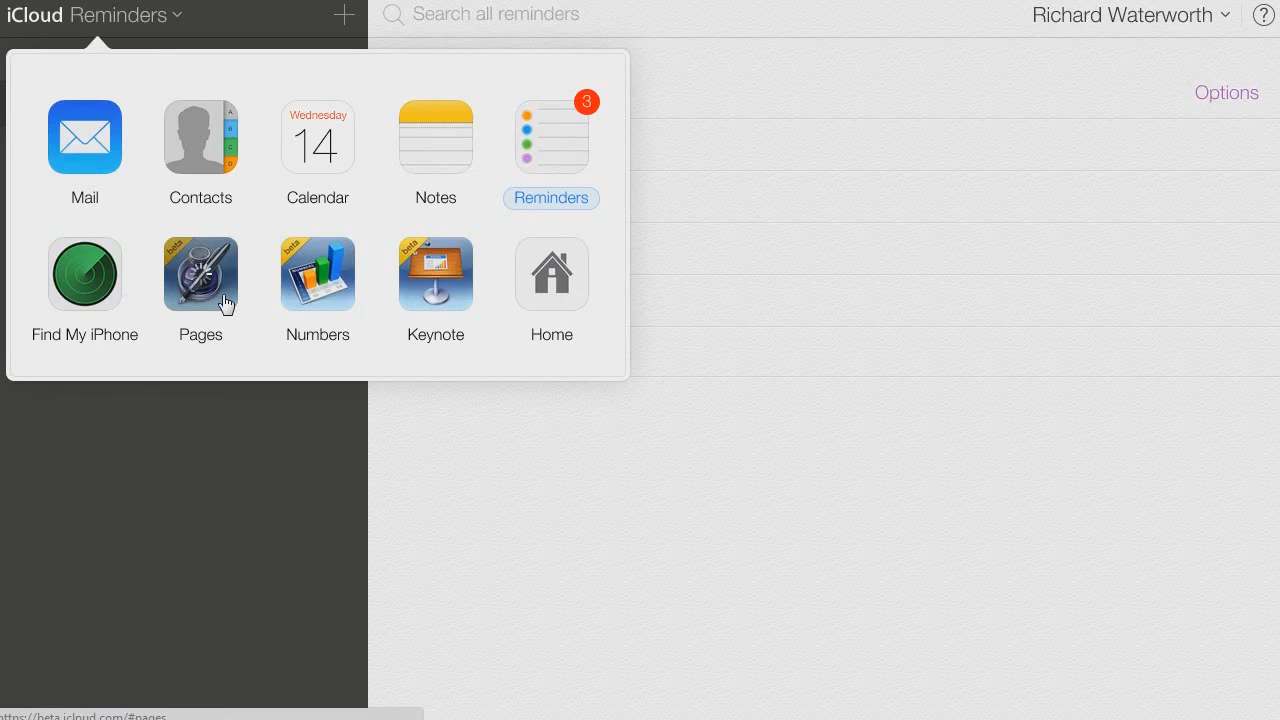 iCloud Reminders
Search all reminders
Richard Waterworth
?
Options
3
Wednesday
14
A
B
C
D
Mail
Contacts
Calendar
Notes
Reminders
beta
beta
beta
Find My iPhone
Pages
Numbers
Keynote
Home
https://beta.icloud.com/#pages